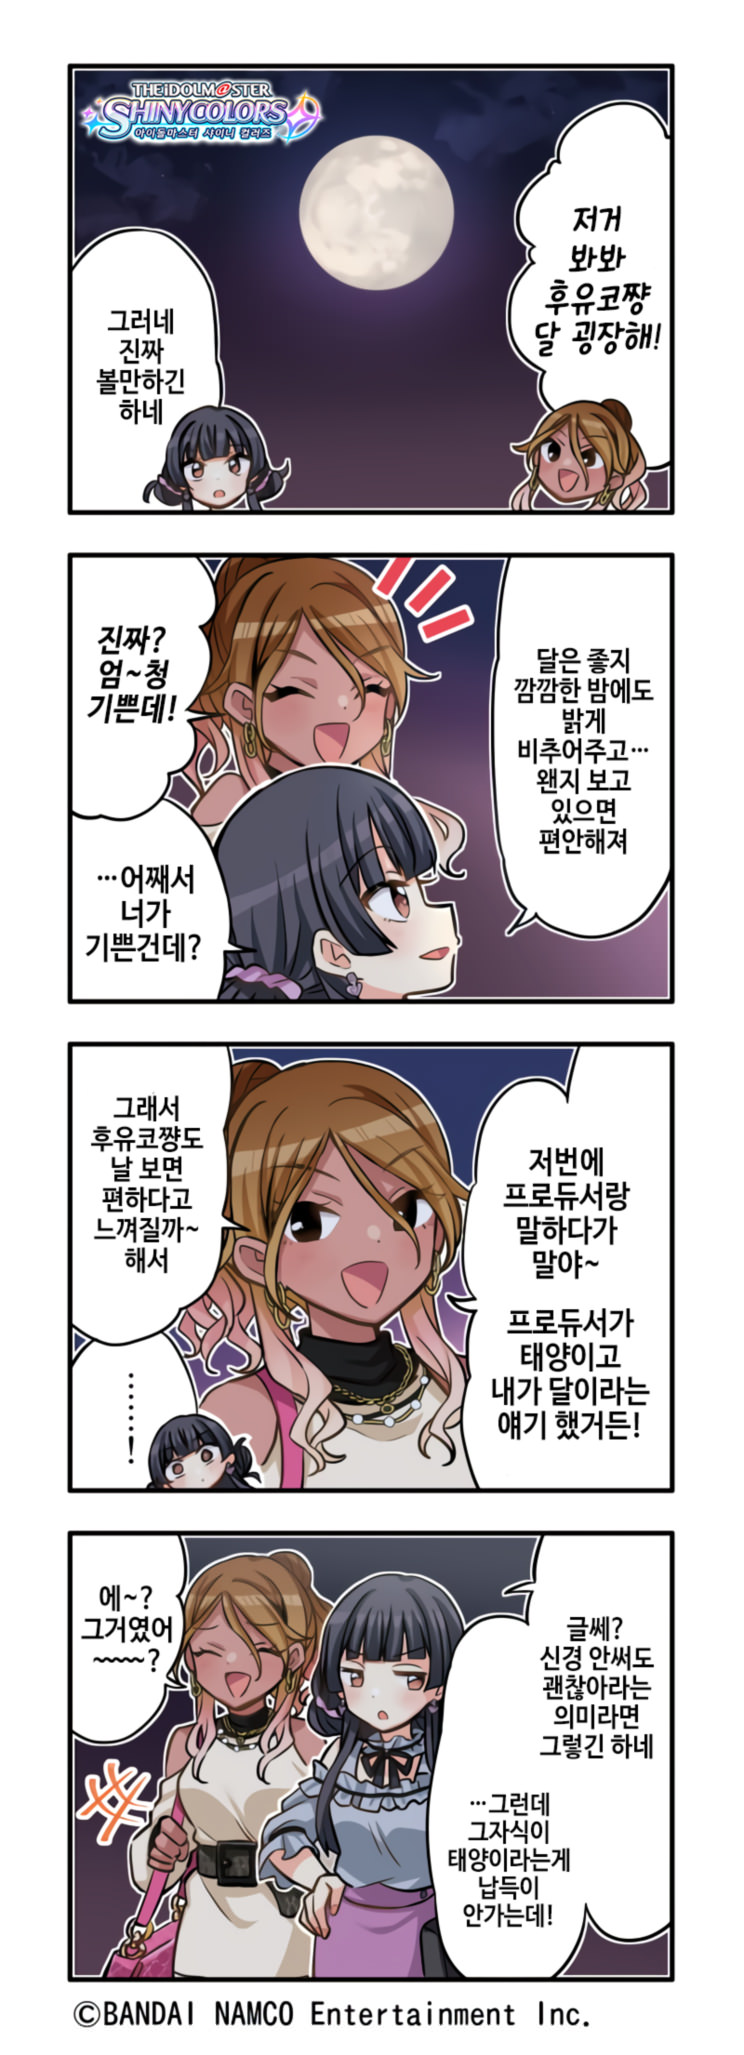 THE iDOLM@STER
SHINYCOLORS
아이돌마스터 샤이니 컬러즈
저거
봐봐
후유코쨩
달 굉장해!
그러네
진짜
볼만하긴
하네
달은 좋지
깜깜한 밤에도
밝게
비추어주고…
왠지 보고
있으면
편안해져
진짜?
엄~청
기쁜데!
…어째서
너가
기쁜건데?
저번에
프로듀서랑
말하다가
말야~
프로듀서가
태양이고
내가 달이라는
얘기 했거든!
그래서
후유코쨩도
날 보면
편하다고
느껴질까~
해서
……!
글쎄?
신경 안써도
괜찮아라는
의미라면
그렇긴 하네
…그런데
그자식이
태양이라는게
납득이
안가는데!
에~?
그거였어
~~~~~?
©BANDAI NAMCO Entertainment Inc.